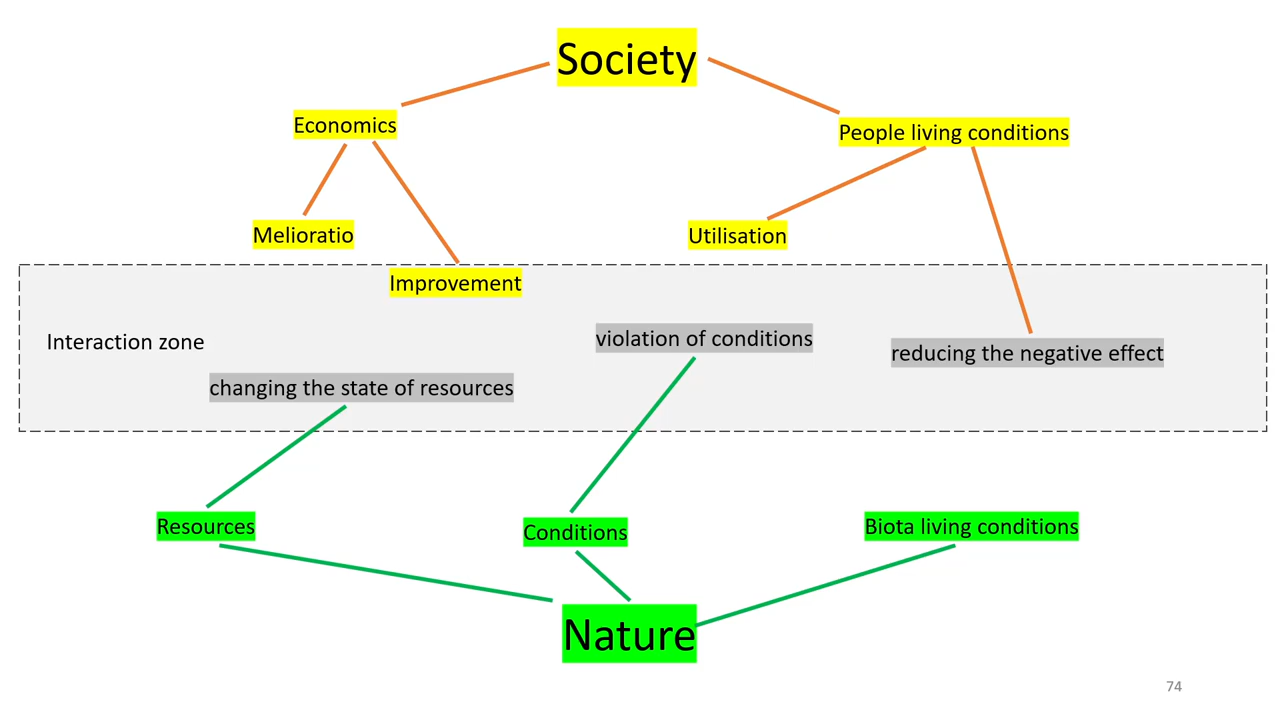 Society
Economics
People living conditions
Melioratio
Utilisation
Improvement
Interaction zone
violation of conditions
reducing the negative effect
changing the state of resources
Resources
Conditions
Biota living conditions
Nature
74